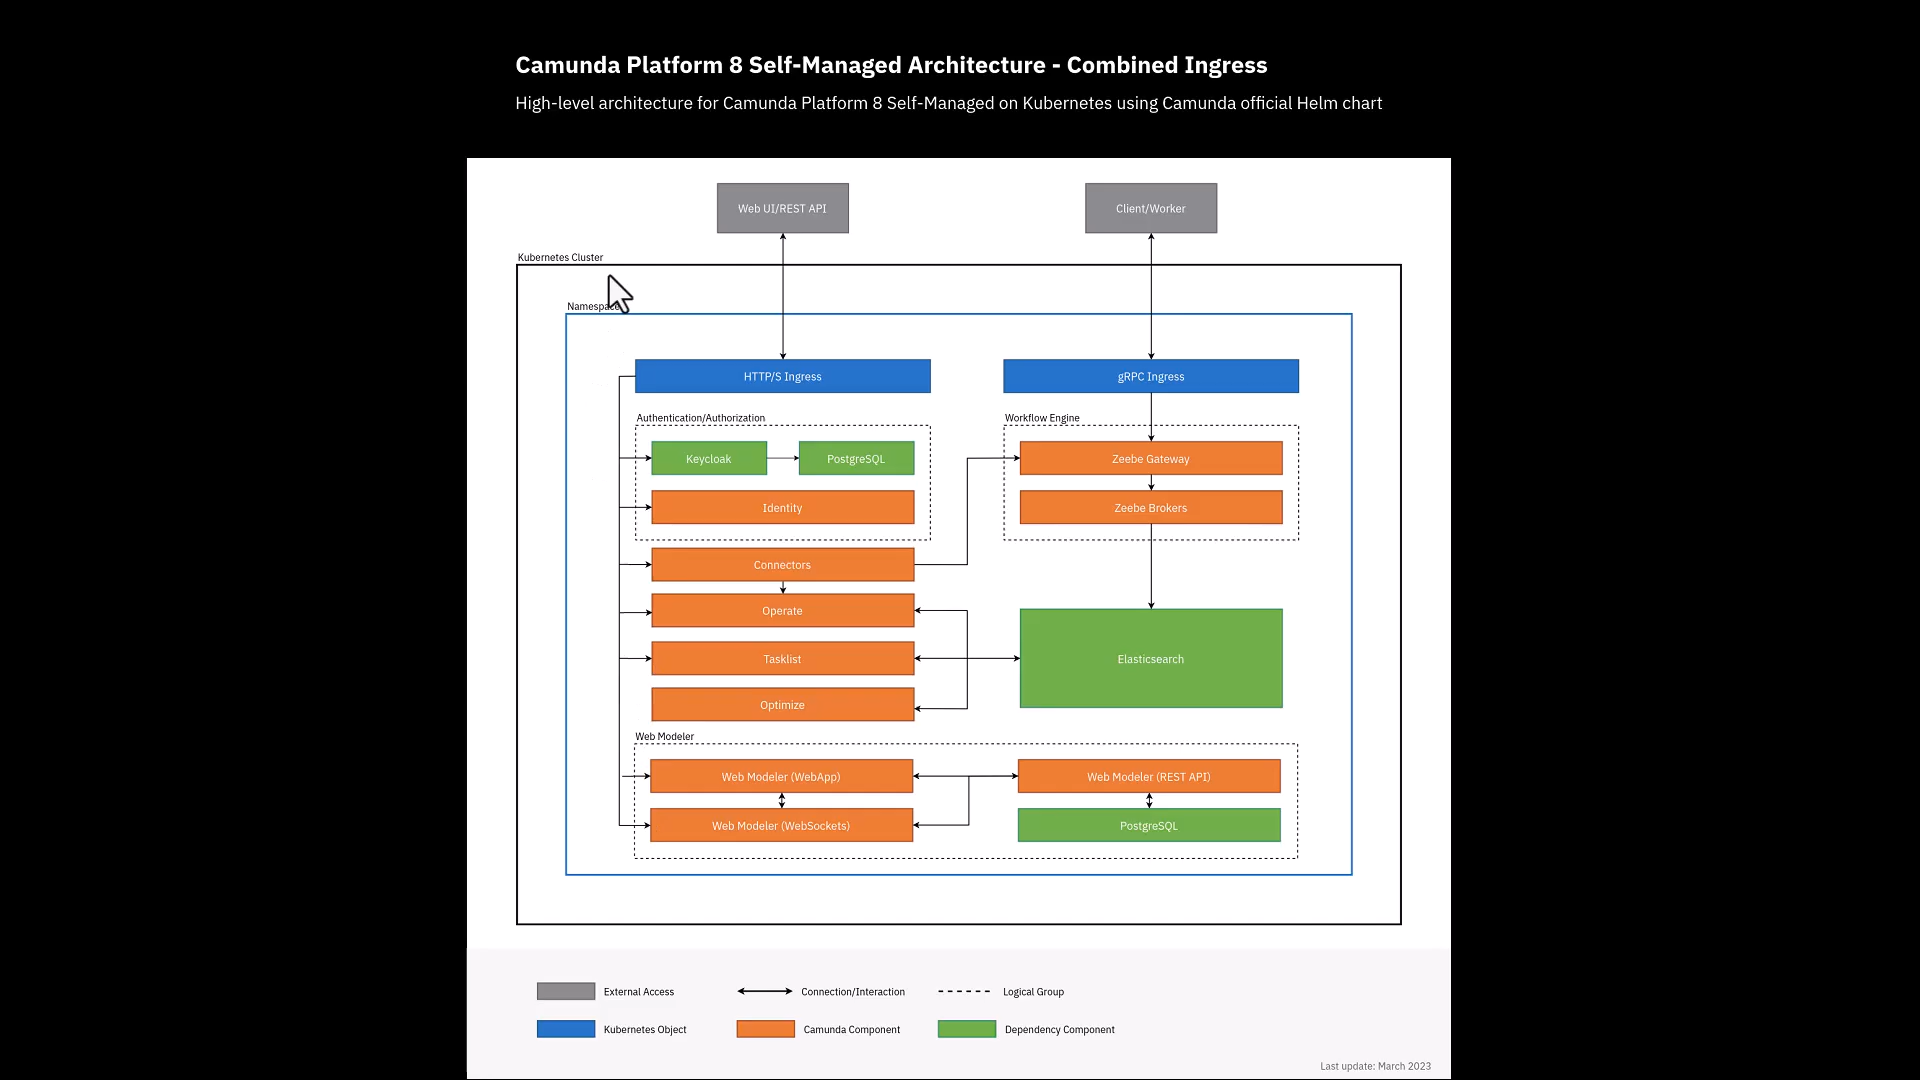 Camunda Platform 8 Self-Managed Architecture - Combined Ingress
High-level architecture for Camunda Platform 8 Self-Managed on Kubernetes using Camunda official Helm chart
Web UI/REST API
Client/Worker
Kubernetes Cluster
Namespace
HTTP/S Ingress
gRPC Ingress
Authentication/Authorization
Workflow Engine
Keycloak
PostgreSQL
Zeebe Gateway
Identity
Zeebe Brokers
Connectors
Operate
Tasklist
Elasticsearch
Optimize
Web Modeler
Web Modeler (WebApp)
Web Modeler (REST API)
Web Modeler (WebSockets)
PostgreSQL
External Access
Connection/Interaction
Logical Group
Kubernetes Object
Camunda Component
Dependency Component
Last update: March 2023